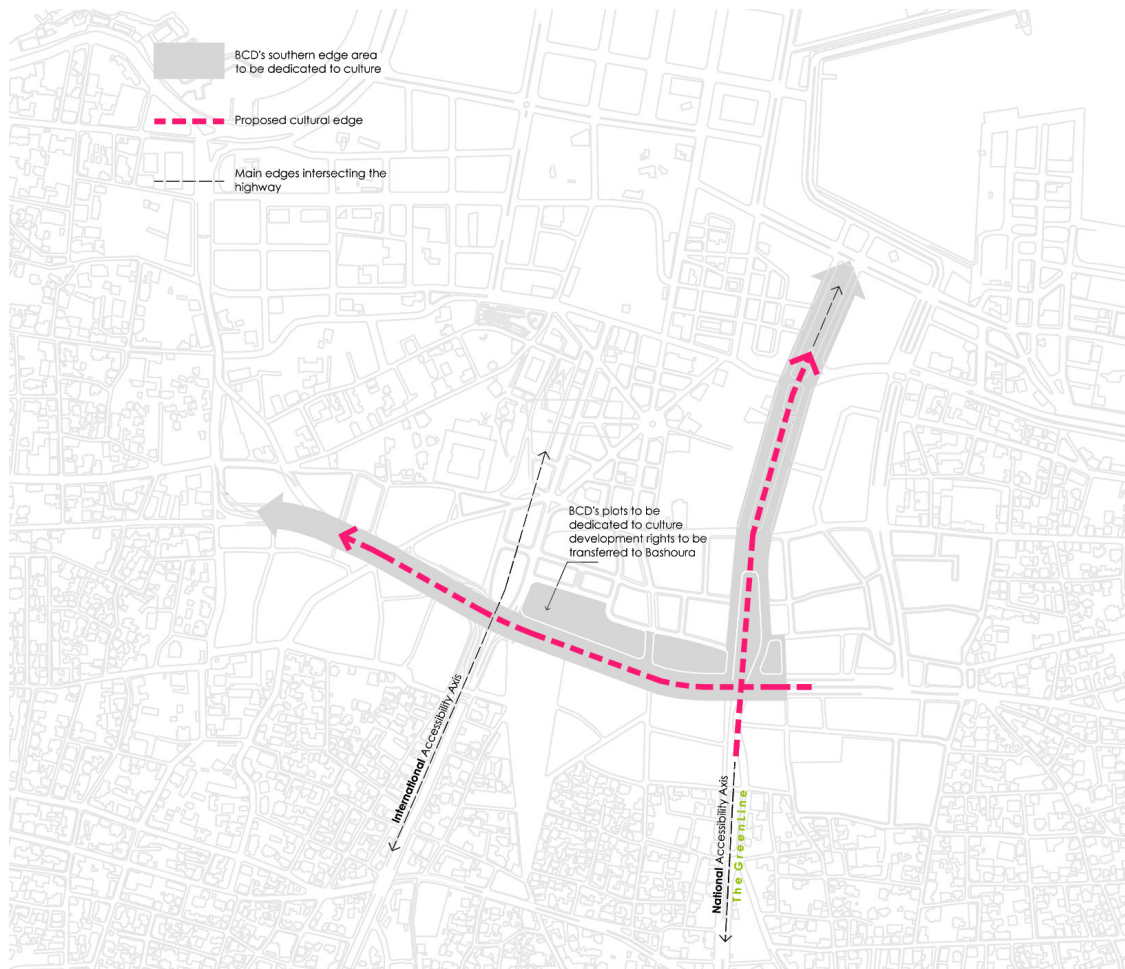 BCD's southern edge area
to be dedicated to culture
Proposed cultural edge
Main edges intersecting the
highway
BCD's plots to be
dedicated to culture
development rights to be
transferred to Bashoura
International Accessibility Axis
National Accessibility Axis
The GreenLine